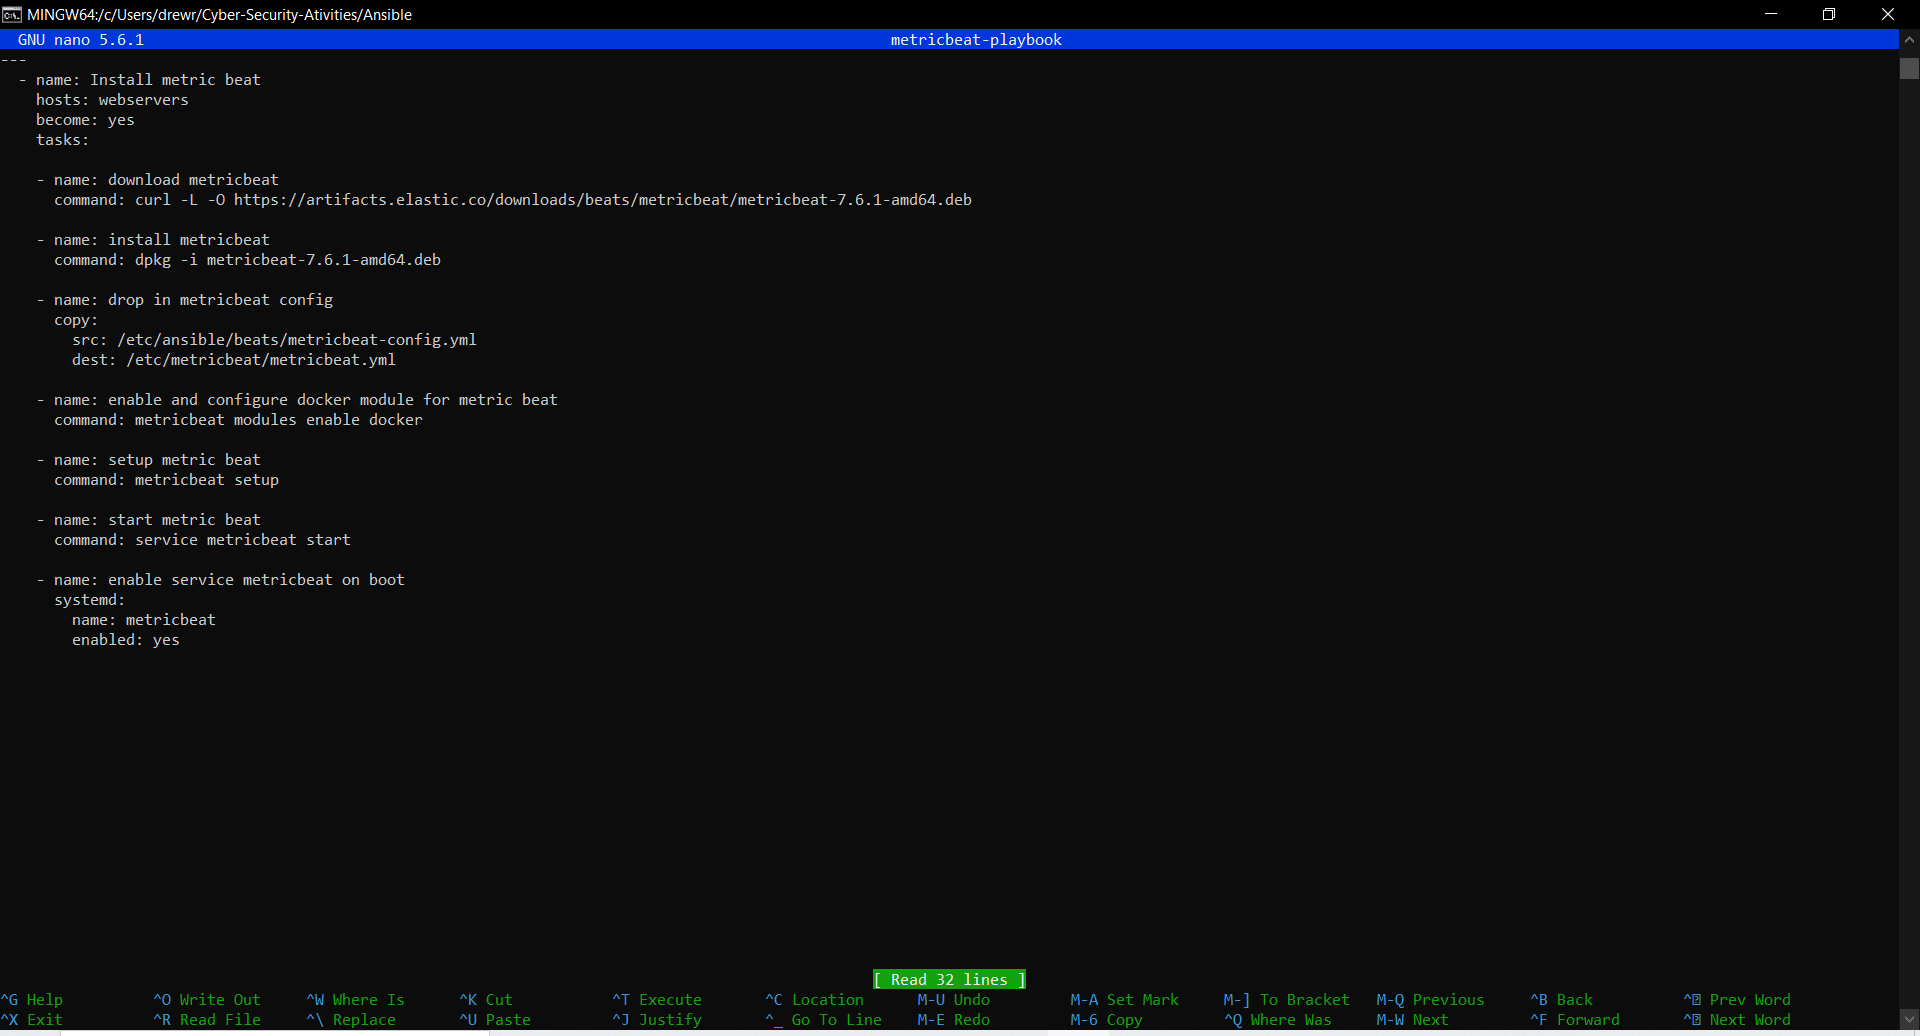 MINGW64:/c/Users/drewr/Cyber-Security-Ativities/Ansible
GNU nano 5.6.1 metricbeat-playbook
---
  - name: Install metric beat
    hosts: webservers
    become: yes
    tasks:

    - name: download metricbeat
      command: curl -L -O https://artifacts.elastic.co/downloads/beats/metricbeat/metricbeat-7.6.1-amd64.deb

    - name: install metricbeat
      command: dpkg -i metricbeat-7.6.1-amd64.deb

    - name: drop in metricbeat config
      copy:
        src: /etc/ansible/beats/metricbeat-config.yml
        dest: /etc/metricbeat/metricbeat.yml

    - name: enable and configure docker module for metric beat
      command: metricbeat modules enable docker

    - name: setup metric beat
      command: metricbeat setup

    - name: start metric beat
      command: service metricbeat start

    - name: enable service metricbeat on boot
      systemd:
        name: metricbeat
        enabled: yes

[ Read 32 lines ]
^G Help ^O Write Out ^W Where Is ^K Cut ^T Execute ^C Location M-U Undo M-A Set Mark M-] To Bracket M-Q Previous ^B Back ^⍰ Prev Word
^X Exit ^R Read File ^\ Replace ^U Paste ^J Justify ^_ Go To Line M-E Redo M-6 Copy ^Q Where Was M-W Next ^F Forward ^⍰ Next Word